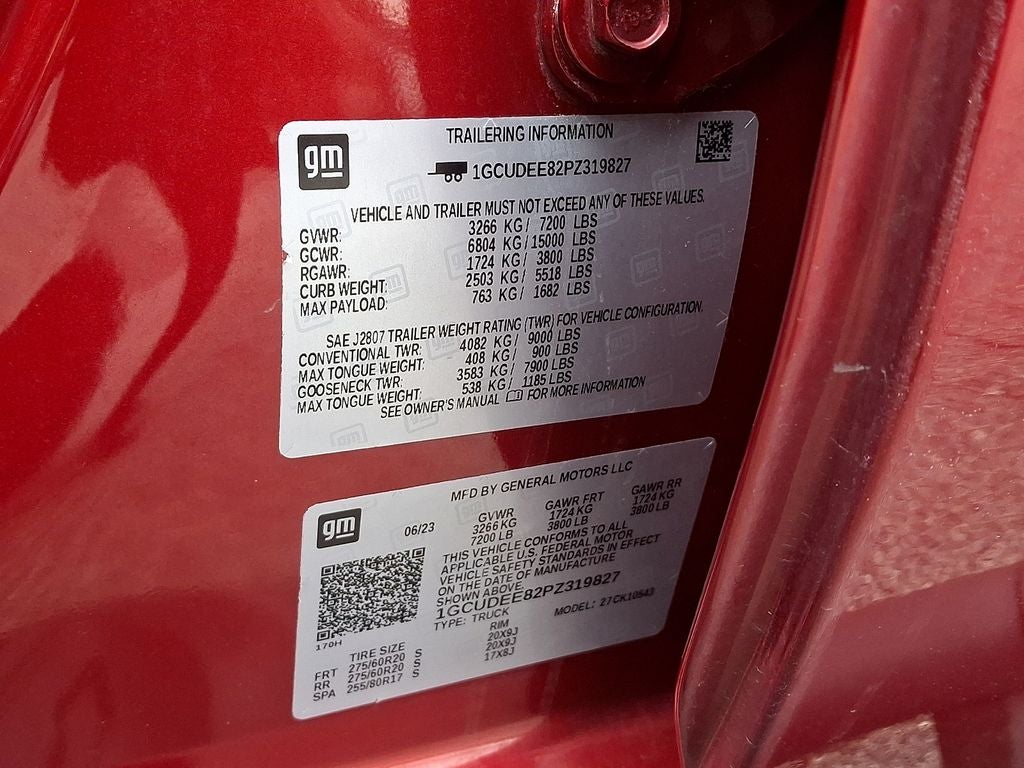 gm
TRAILERING INFORMATION
1GCUDEE82PZ319827
VEHICLE AND TRAILER MUST NOT EXCEED ANY OF THESE VALUES.
GVWR: 3266 KG/ 7200 LBS
GCWR: 6804 KG/15000 LBS
RGAWR: 1724 KG/ 3800 LBS
CURB WEIGHT: 2503 KG/ 5518 LBS
MAX PAYLOAD: 763 KG/ 1682 LBS
SAE J2807 TRAILER WEIGHT RATING (TWR) FOR VEHICLE CONFIGURATION.
CONVENTIONAL TWR: 4082 KG/ 9000 LBS
MAX TONGUE WEIGHT: 408 KG/ 900 LBS
GOOSENECK TWR: 3583 KG/ 7900 LBS
MAX TONGUE WEIGHT: 538 KG/ 1185 LBS
SEE OWNER'S MANUAL FOR MORE INFORMATION
MFD BY GENERAL MOTORS LLC
gm
06/23
GVWR GAWR FRT GAWR RR
3266 KG 1724 KG 1724 KG
7200 LB 3800 LB 3800 LB
THIS VEHICLE CONFORMS TO ALL
APPLICABLE U.S. FEDERAL MOTOR
VEHICLE SAFETY STANDARDS IN EFFECT
ON THE DATE OF MANUFACTURE
SHOWN ABOVE.
1GCUDEE82PZ319827
TYPE: TRUCK MODEL: 27CK10543
170H
TIRE SIZE RIM
FRT 275/60R20 S 20X9J
RR 275/60R20 S 20X9J
SPA 255/80R17 S 17X8J